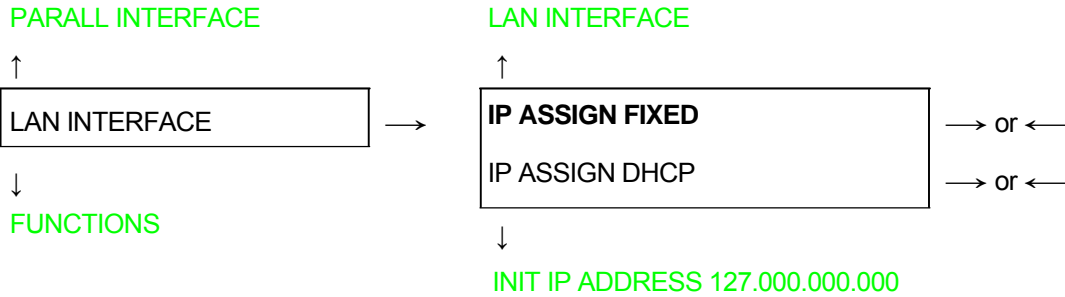 PARALL INTERFACE
LAN INTERFACE
↑
↑
LAN INTERFACE
→
IP ASSIGN FIXED
→ or ←
IP ASSIGN DHCP
→ or ←
↓
FUNCTIONS
↓
INIT IP ADDRESS 127.000.000.000